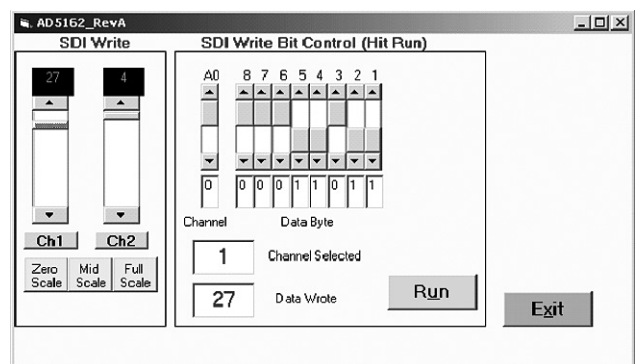 AD5162_RevA
SDI Write
27 4
Ch1 Ch2
Zero Scale Mid Scale Full Scale
SDI Write Bit Control (Hit Run)
A0 8 7 6 5 4 3 2 1
0 0 0 0 1 1 0 1 1
Channel Data Byte
1 Channel Selected
27 Data Wrote
Run
Exit